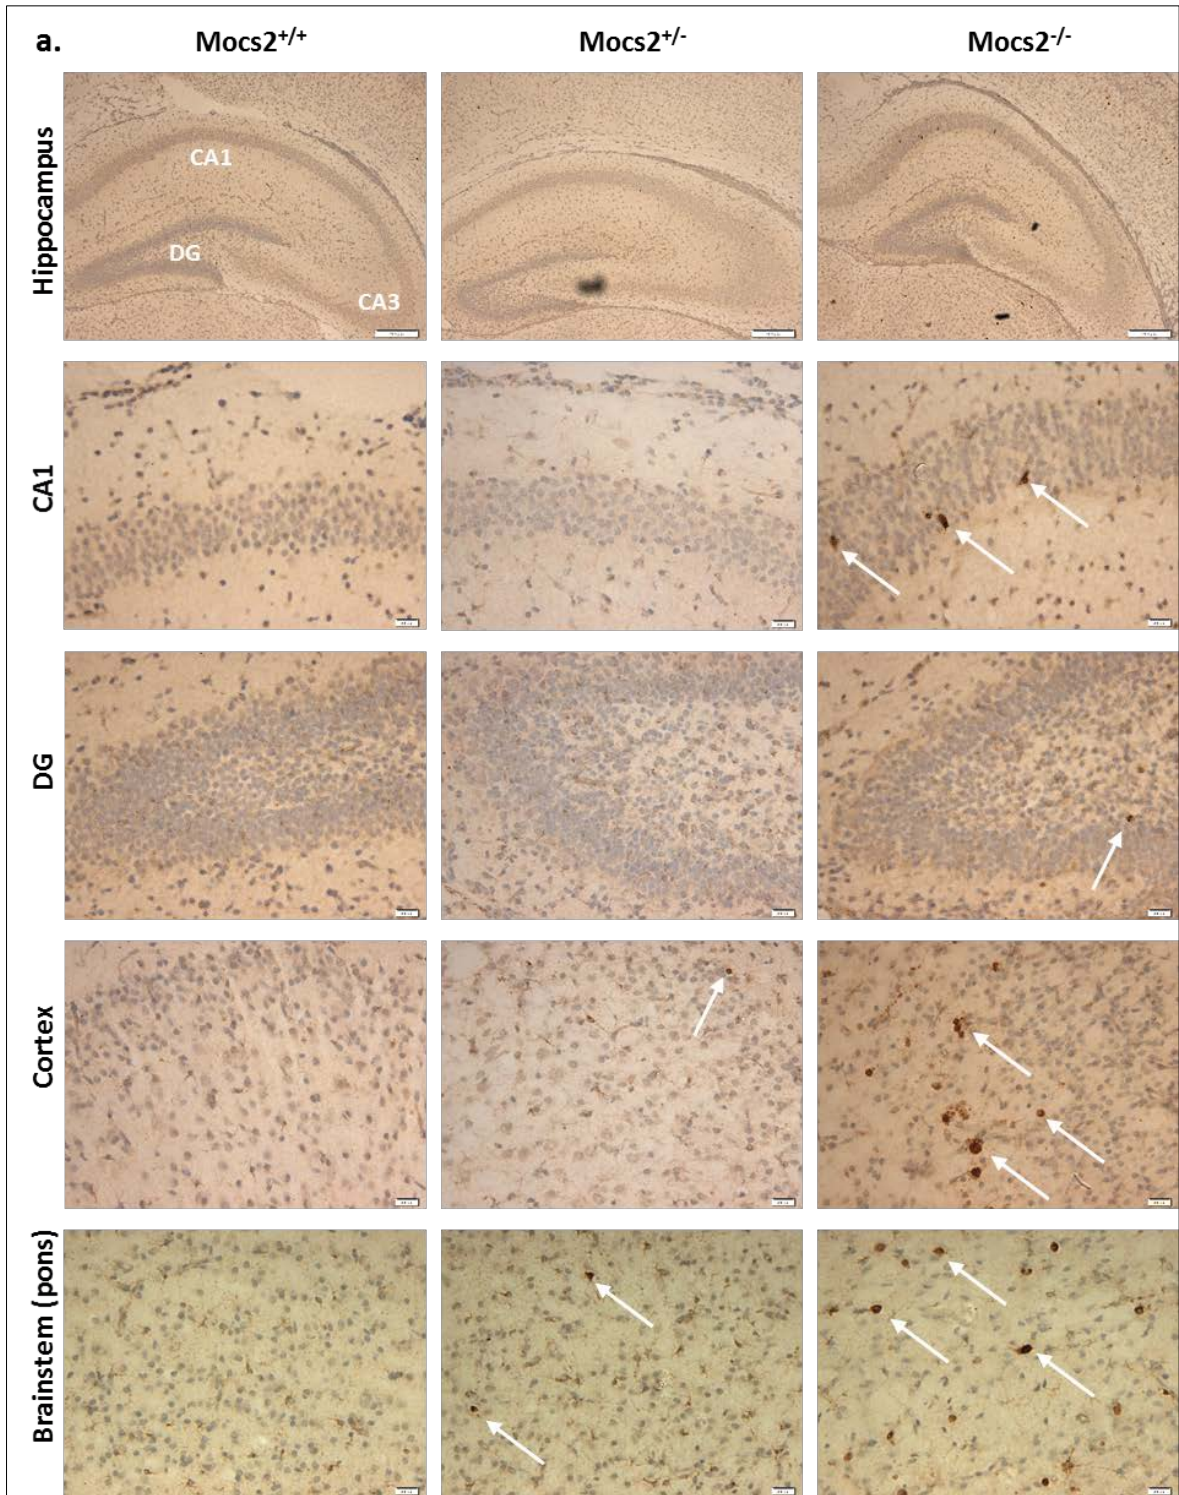 a.
Mocs2+/+
Mocs2+/-
Mocs2-/-
Hippocampus
CA1
DG
CA3
CA1
DG
Cortex
Brainstem (pons)